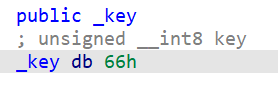 public _key
; unsigned __int8 key
_key db 66h